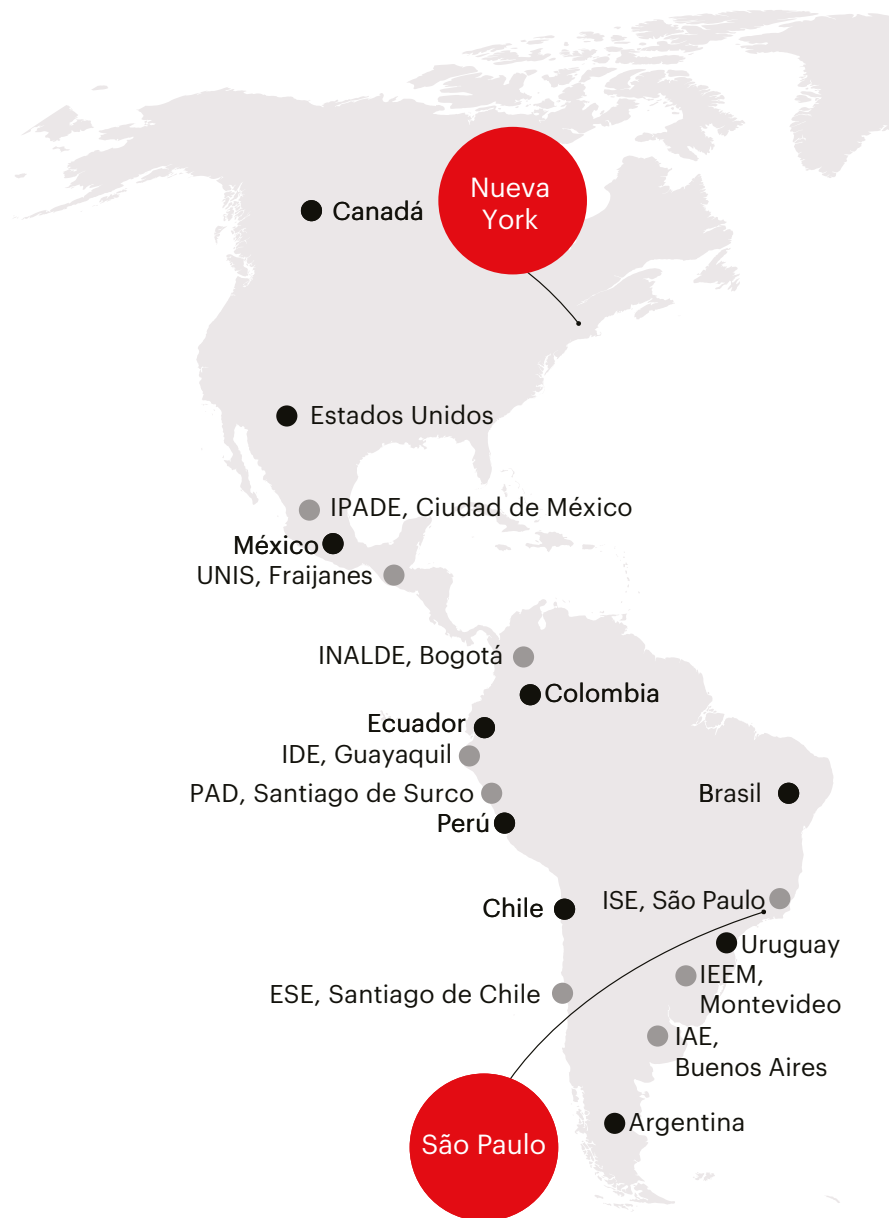 Nueva
York
Canadá
Estados Unidos
IPADE, Ciudad de México
México
UNIS, Fraijanes
INALDE, Bogotá
Colombia
Ecuador
IDE, Guayaquil
PAD, Santiago de Surco
Brasil
Perú
ISE, São Paulo
Chile
Uruguay
IEEM,
Montevideo
ESE, Santiago de Chile
IAE,
Buenos Aires
Argentina
São Paulo